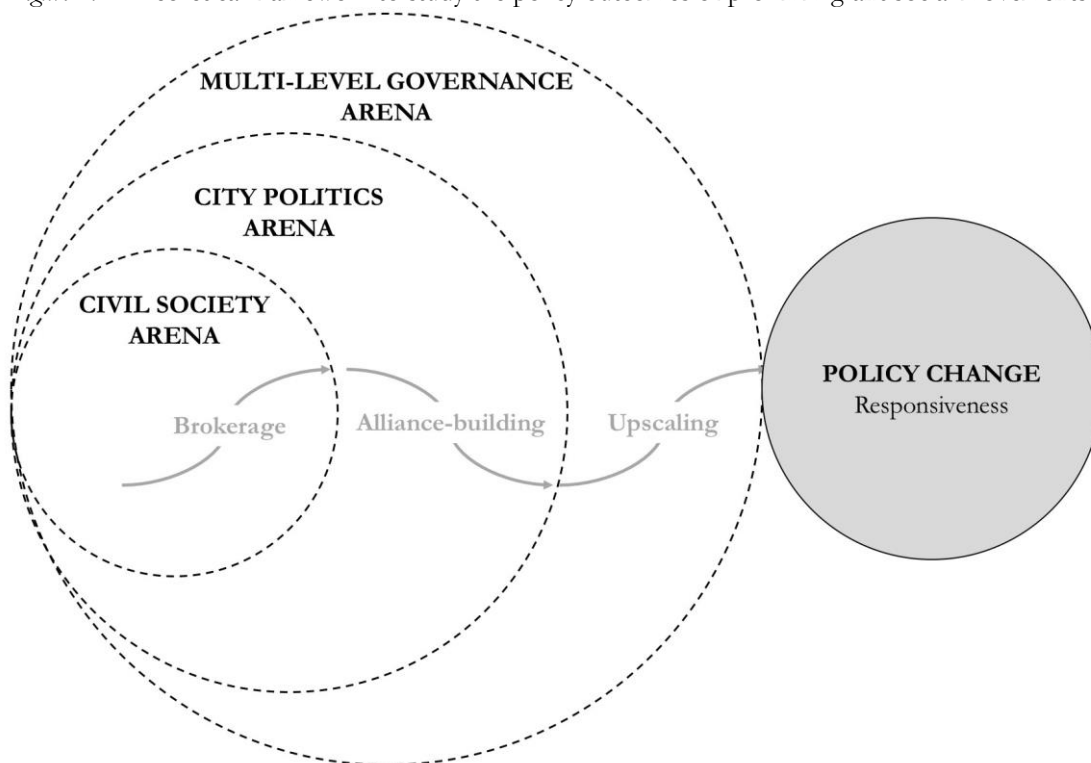 MULTI-LEVEL GOVERNANCE
ARENA
CITY POLITICS
ARENA
CIVIL SOCIETY
ARENA
Brokerage
Alliance-building
Upscaling
POLICY CHANGE
Responsiveness